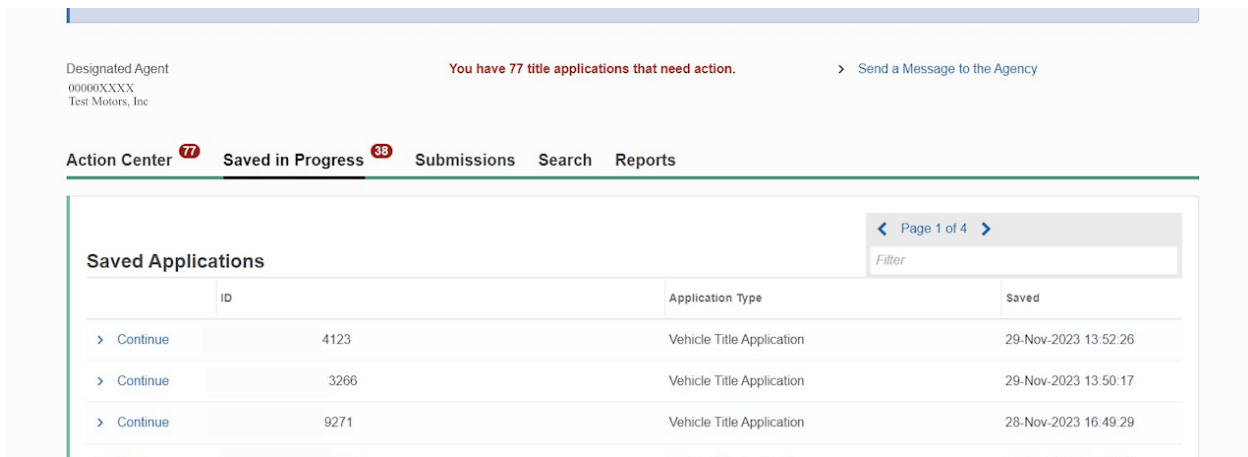 Designated Agent
You have 77 title applications that need action.
Send a Message to the Agency
00000XXXX
Test Motors, Inc
Action Center 77 Saved in Progress 38 Submissions Search Reports
Page 1 of 4
Saved Applications
Filter
ID Application Type Saved
Continue 4123 Vehicle Title Application 29-Nov-2023 13:52:26
Continue 3266 Vehicle Title Application 29-Nov-2023 13:50:17
Continue 9271 Vehicle Title Application 28-Nov-2023 16:49:29